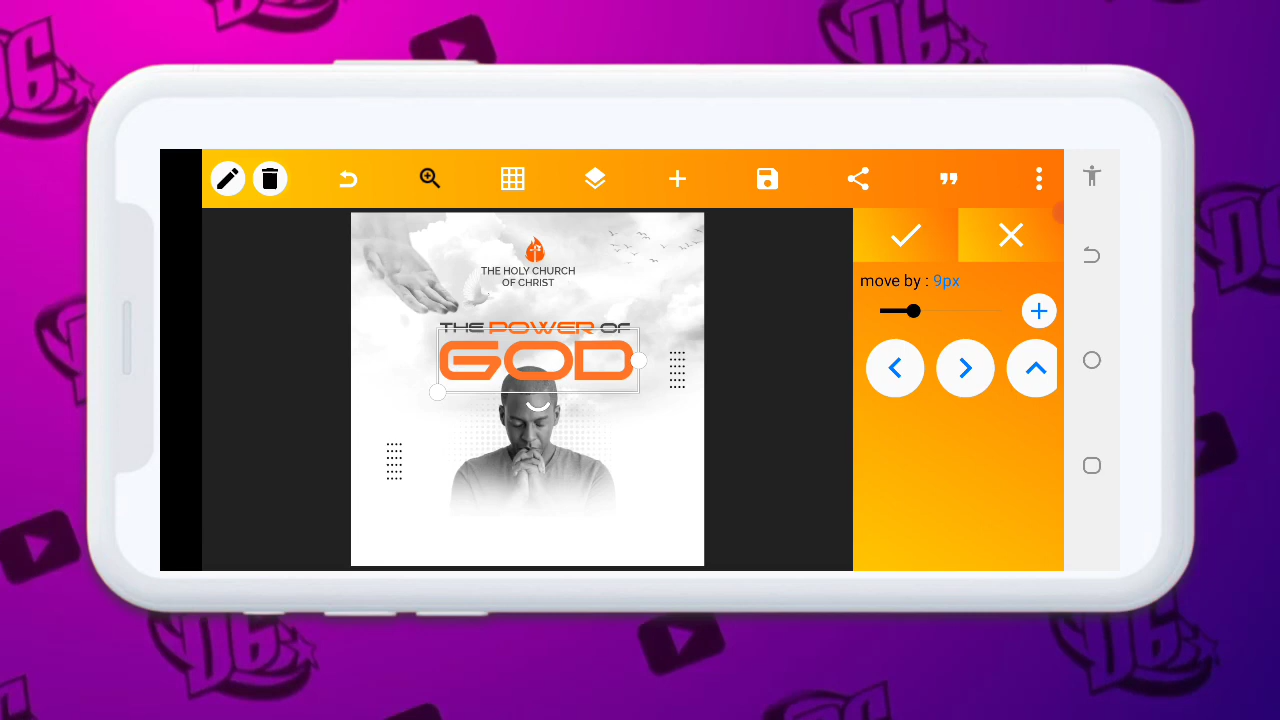 THE HOLY CHURCH
OF CHRIST
THE POWER OF
GOD
move by : 9px